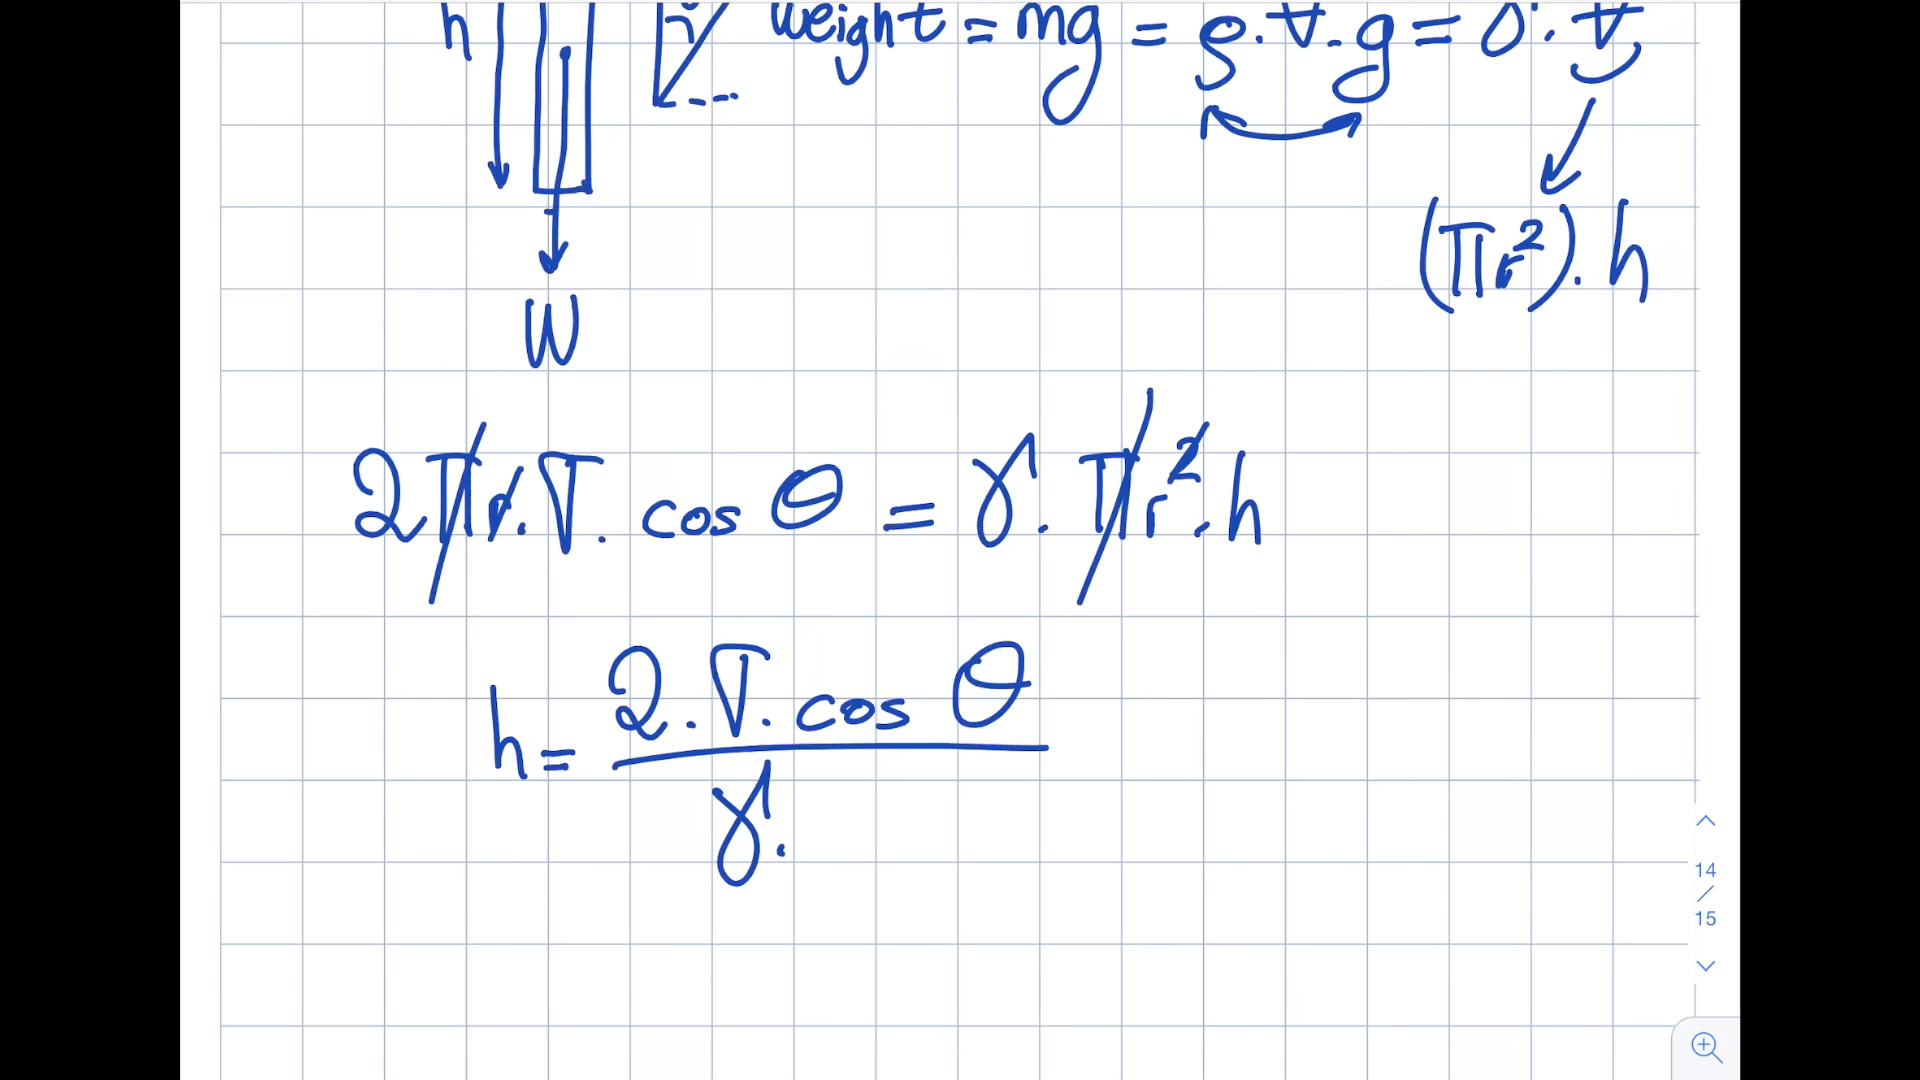 h weight = mg = ρ.∀.g = γ.∀
(πr²).h
W
2πr.∇. cos θ = γ.πr².h
h = 2.∇. cos θ / γ.
14
/
15